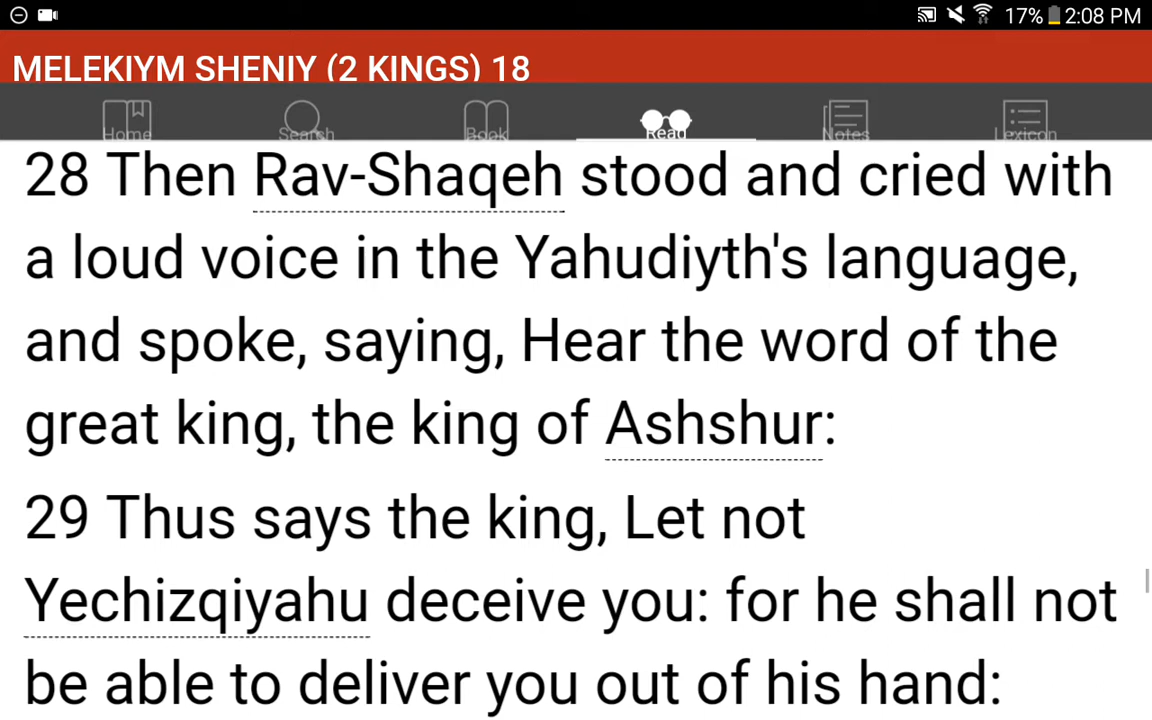 17% 2:08 PM
MELEKIYM SHENIY (2 KINGS) 18
Home Search Book Read Notes Lexicon
28 Then Rav-Shaqeh stood and cried with
a loud voice in the Yahudiyth's language,
and spoke, saying, Hear the word of the
great king, the king of Ashshur:
29 Thus says the king, Let not
Yechizqiyahu deceive you: for he shall not
be able to deliver you out of his hand: